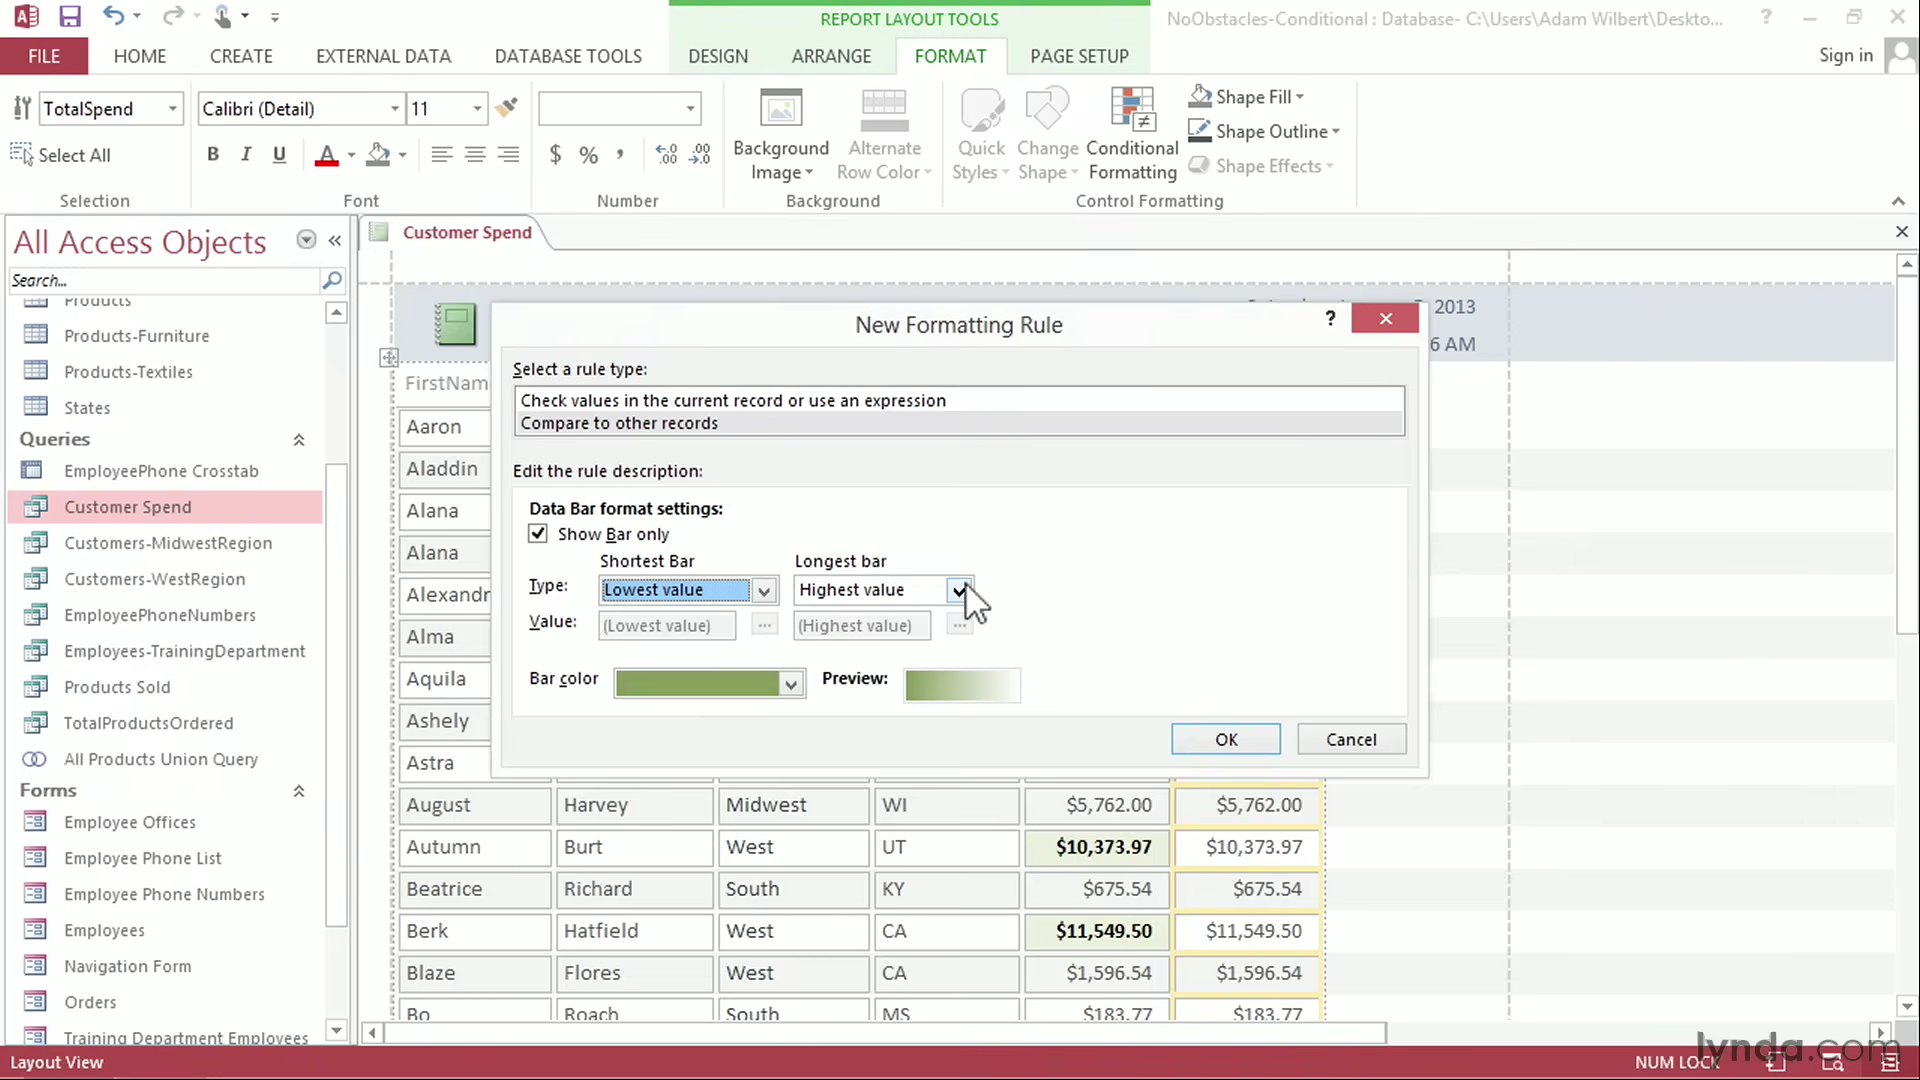 REPORT LAYOUT TOOLS
NoObstacles-Conditional : Database- C:\Users\Adam Wilbert\Deskto...
?
FILE HOME CREATE EXTERNAL DATA DATABASE TOOLS DESIGN ARRANGE FORMAT PAGE SETUP Sign in
TotalSpend Calibri (Detail) 11
Select All B I U A $ % , .00
Background Image
Alternate Row Color
Quick Styles
Change Shape
Conditional Formatting
Shape Fill
Shape Outline
Shape Effects
Selection Font Number Background Control Formatting
All Access Objects
Search...
Products
Products-Furniture
Products-Textiles
States
Queries
EmployeePhone Crosstab
Customer Spend
Customers-MidwestRegion
Customers-WestRegion
EmployeePhoneNumbers
Employees-TrainingDepartment
Products Sold
TotalProductsOrdered
All Products Union Query
Forms
Employee Offices
Employee Phone List
Employee Phone Numbers
Employees
Navigation Form
Orders
Training Department Employees
Customer Spend
2013
6 AM
FirstNam
Aaron
Aladdin
Alana
Alana
Alexandr
Alma
Aquila
Ashely
Astra
New Formatting Rule
?
Select a rule type:
Check values in the current record or use an expression
Compare to other records
Edit the rule description:
Data Bar format settings:
Show Bar only
Shortest Bar Longest bar
Type: Lowest value Highest value
Value: (Lowest value) ... (Highest value) ...
Bar color Preview:
OK Cancel
August Harvey Midwest WI $5,762.00 $5,762.00
Autumn Burt West UT $10,373.97 $10,373.97
Beatrice Richard South KY $675.54 $675.54
Berk Hatfield West CA $11,549.50 $11,549.50
Blaze Flores West CA $1,596.54 $1,596.54
Bo Roach South MS $183.77 $183.77
Layout View
NUM LOCK
lynda.com